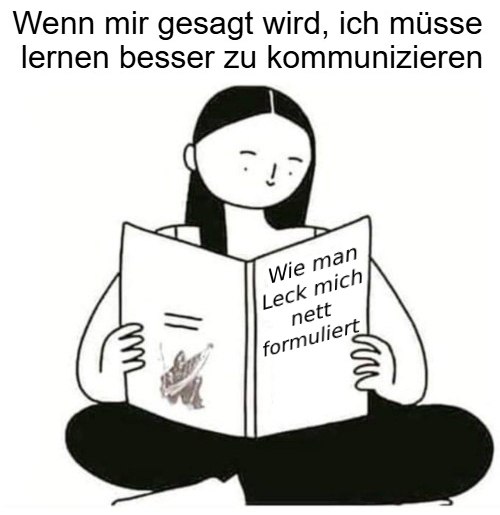 Wenn mir gesagt wird, ich müsse
lernen besser zu kommunizieren
Wie man
Leck mich
nett
formuliert